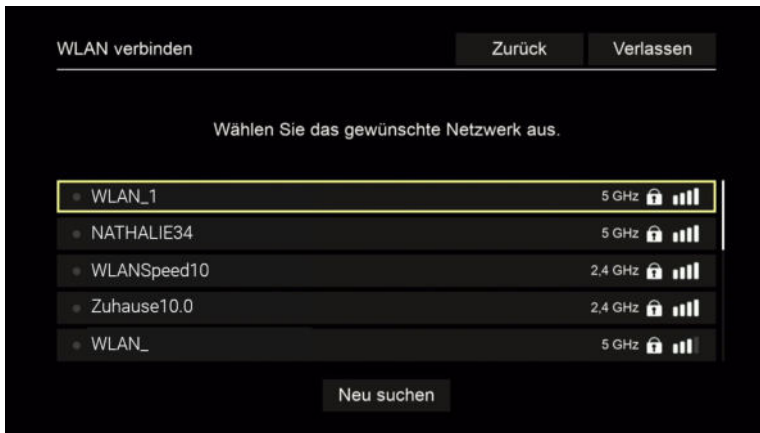 WLAN verbinden Zurück Verlassen
Wählen Sie das gewünschte Netzwerk aus.
WLAN_1 5 GHz
NATHALIE34 5 GHz
WLANSpeed10 2,4 GHz
Zuhause10.0 2,4 GHz
WLAN_ 5 GHz
Neu suchen